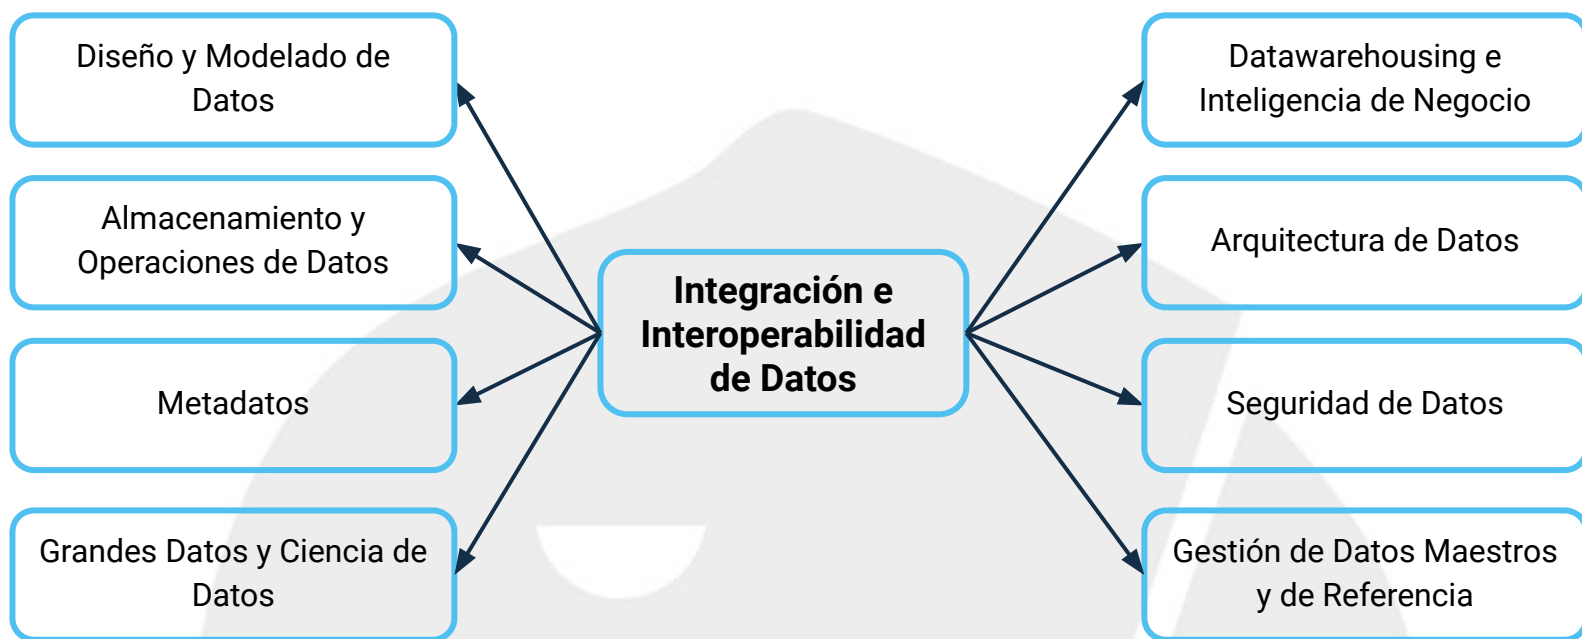 Diseño y Modelado de
Datos
Almacenamiento y
Operaciones de Datos
Metadatos
Grandes Datos y Ciencia de
Datos
Integración e
Interoperabilidad
de Datos
Datawarehousing e
Inteligencia de Negocio
Arquitectura de Datos
Seguridad de Datos
Gestión de Datos Maestros
y de Referencia